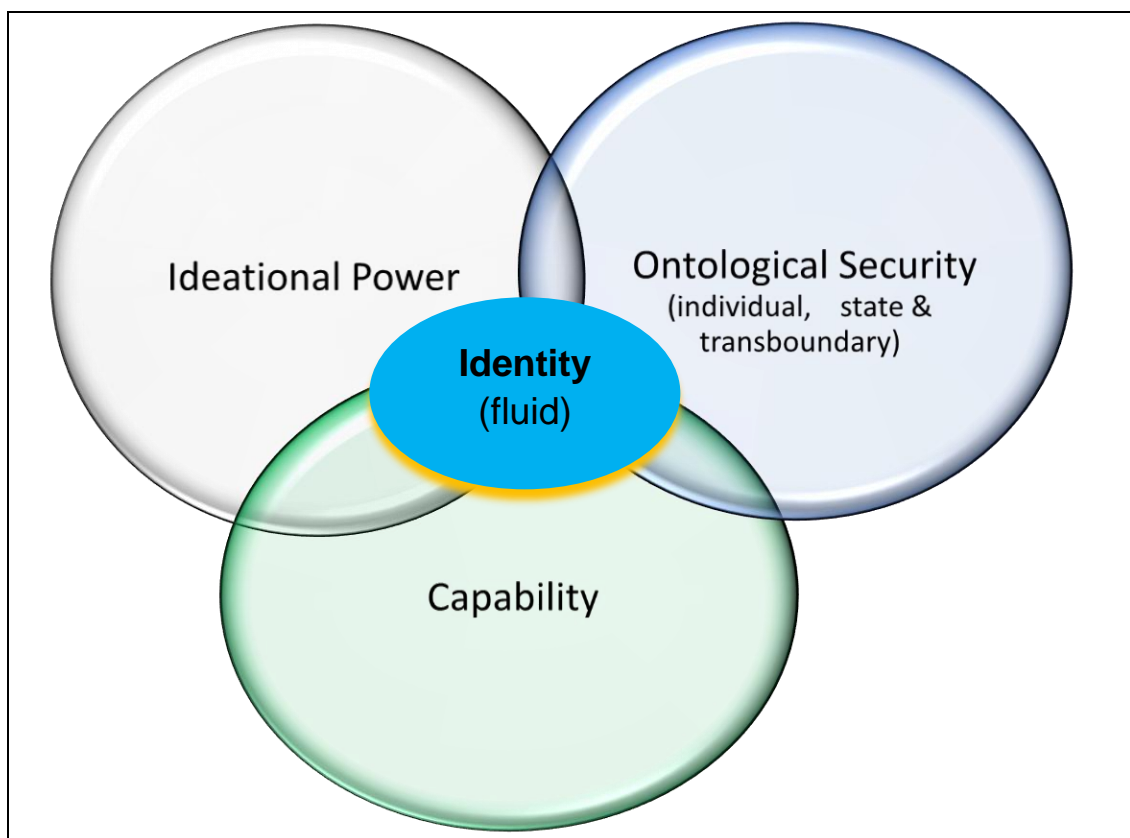 Ideational Power
Ontological Security
(individual, state &
transboundary)
Identity
(fluid)
Capability